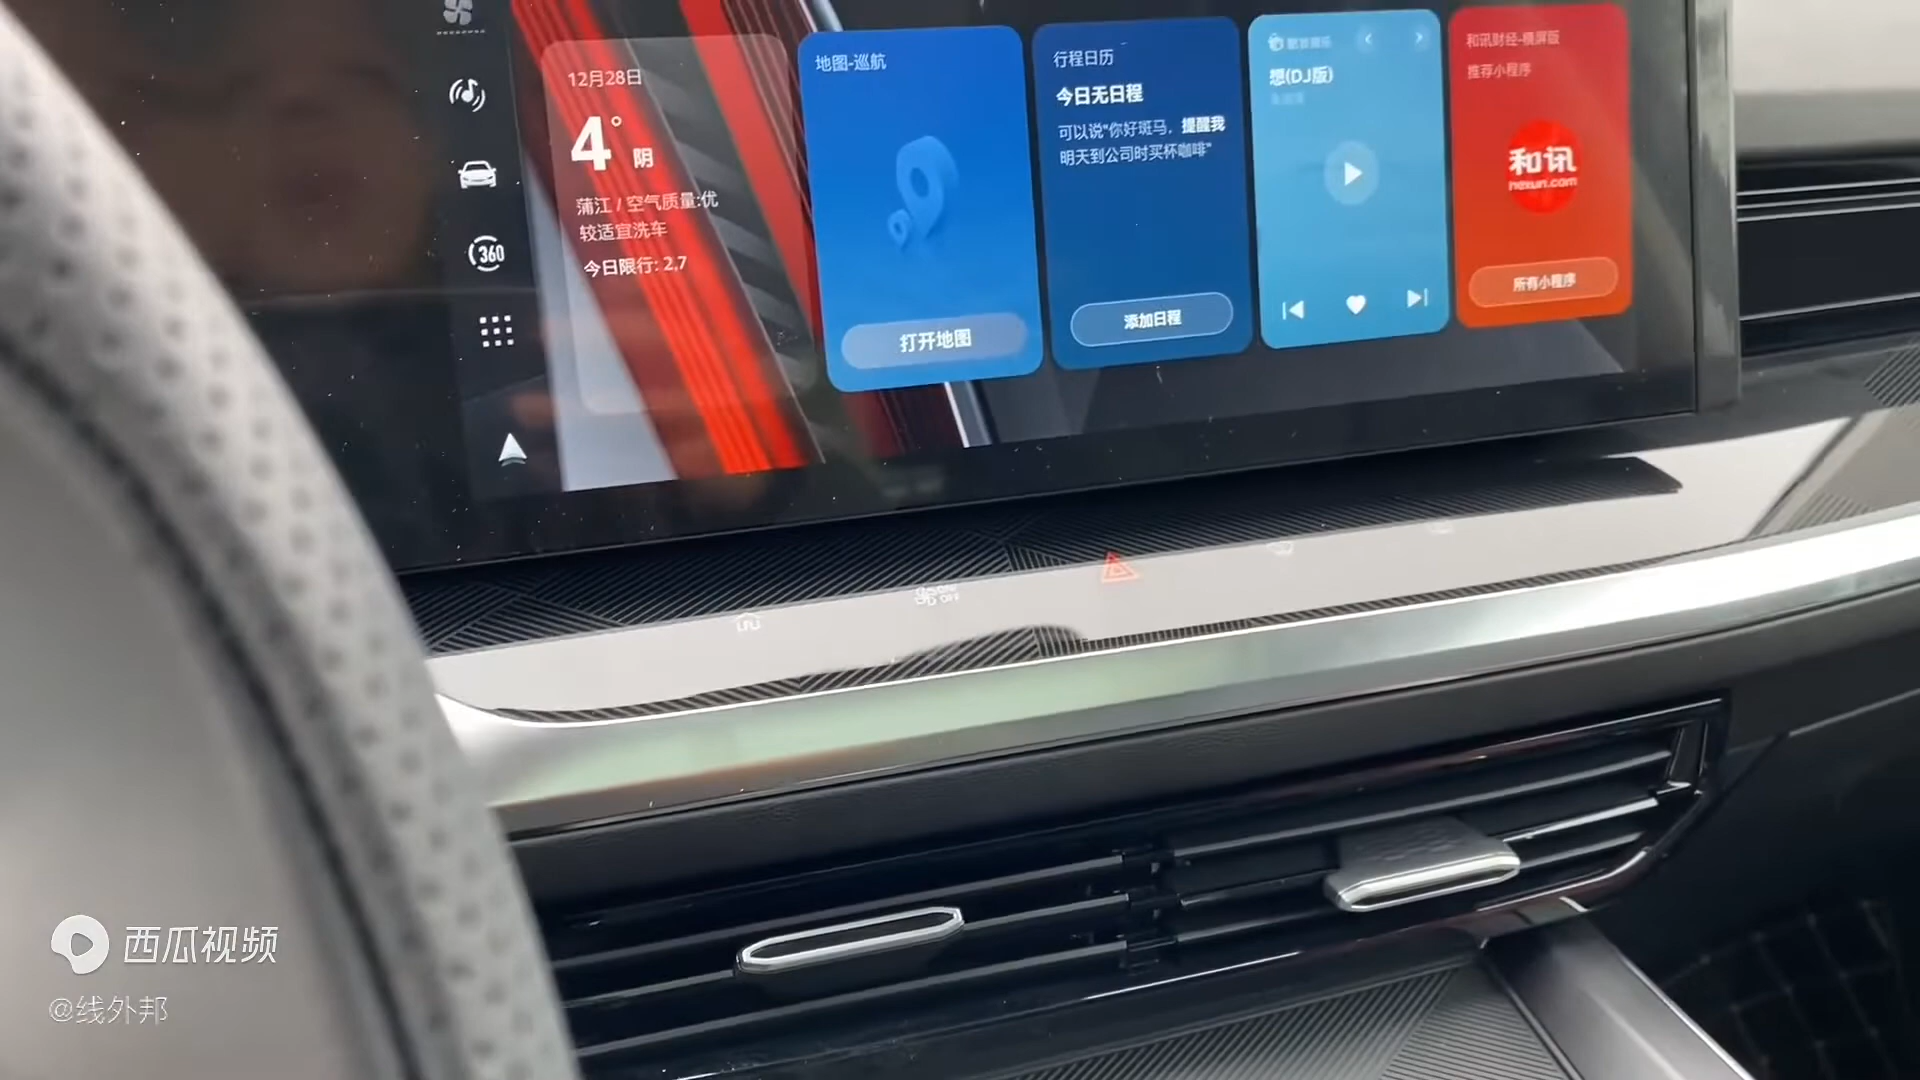 12月28日
4°
阴
蒲江 / 空气质量:优
较适宜洗车
今日限行: 2,7
360
地图-巡航
打开地图
行程日历
今日无日程
可以说"你好斑马，提醒我
明天到公司时买杯咖啡"
添加日程
想(DJ版)
和讯财经-横屏版
推荐小程序
和讯
hexun.com
所有小程序
OFF
西瓜视频
@线外邦